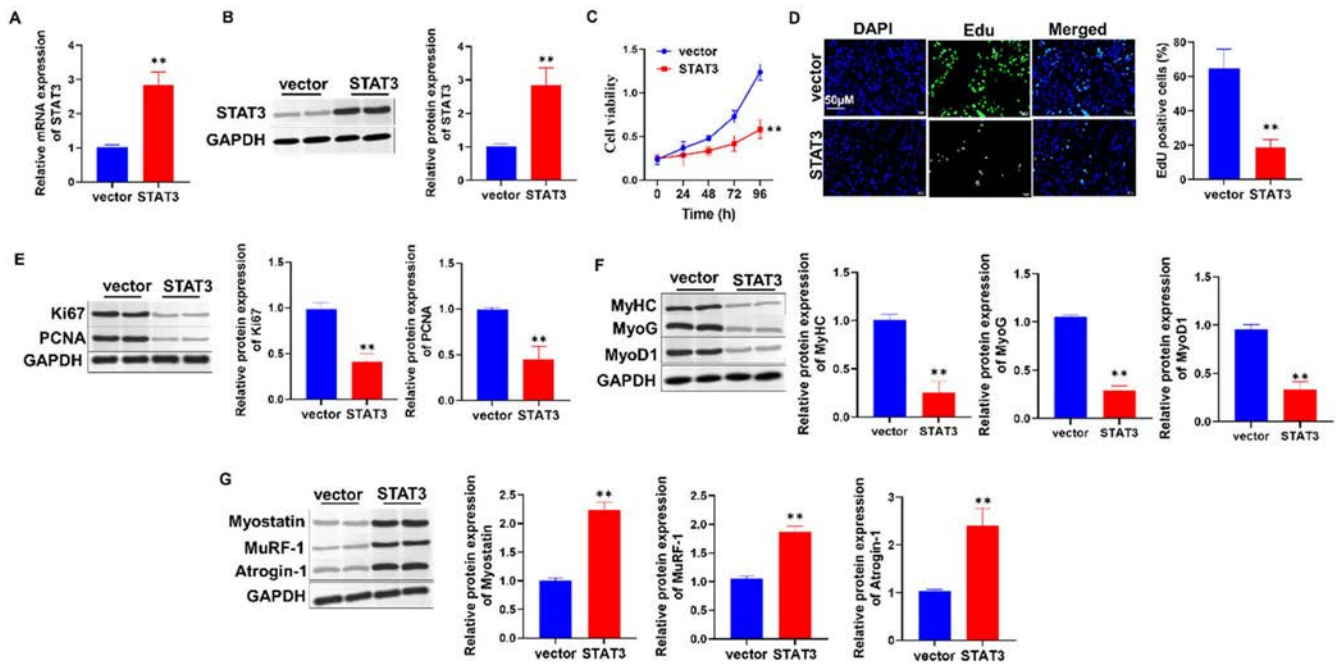 A
Relative mRNA expression
of STAT3
4
3
2
1
0
**
vector STAT3
B
vector STAT3
STAT3
GAPDH
Relative protein expression
of STAT3
4
3
2
1
0
**
vector STAT3
C
Cell viability
1.5
1.0
0.5
0.0
vector
STAT3
**
0 24 48 72 96
Time (h)
D
DAPI Edu Merged
vector
50μM
STAT3
EdU positive cells (%)
80
60
40
20
0
**
vector STAT3
E
vector STAT3
Ki67
PCNA
GAPDH
Relative protein expression
of Ki67
1.5
1.0
0.5
0.0
**
vector STAT3
Relative protein expression
of PCNA
1.5
1.0
0.5
0.0
**
vector STAT3
F
vector STAT3
MyHC
MyoG
MyoD1
GAPDH
Relative protein expression
of MyHC
1.5
1.0
0.5
0.0
**
vector STAT3
Relative protein expression
of MyoG
1.5
1.0
0.5
0.0
**
vector STAT3
Relative protein expression
of MyoD1
1.5
1.0
0.5
0.0
**
vector STAT3
G
vector STAT3
Myostatin
MuRF-1
Atrogin-1
GAPDH
Relative protein expression
of Myostatin
2.5
2.0
1.5
1.0
0.5
0.0
**
vector STAT3
Relative protein expression
of MuRF-1
2.5
2.0
1.5
1.0
0.5
0.0
**
vector STAT3
Relative protein expression
of Atrogin-1
3
2
1
0
**
vector STAT3